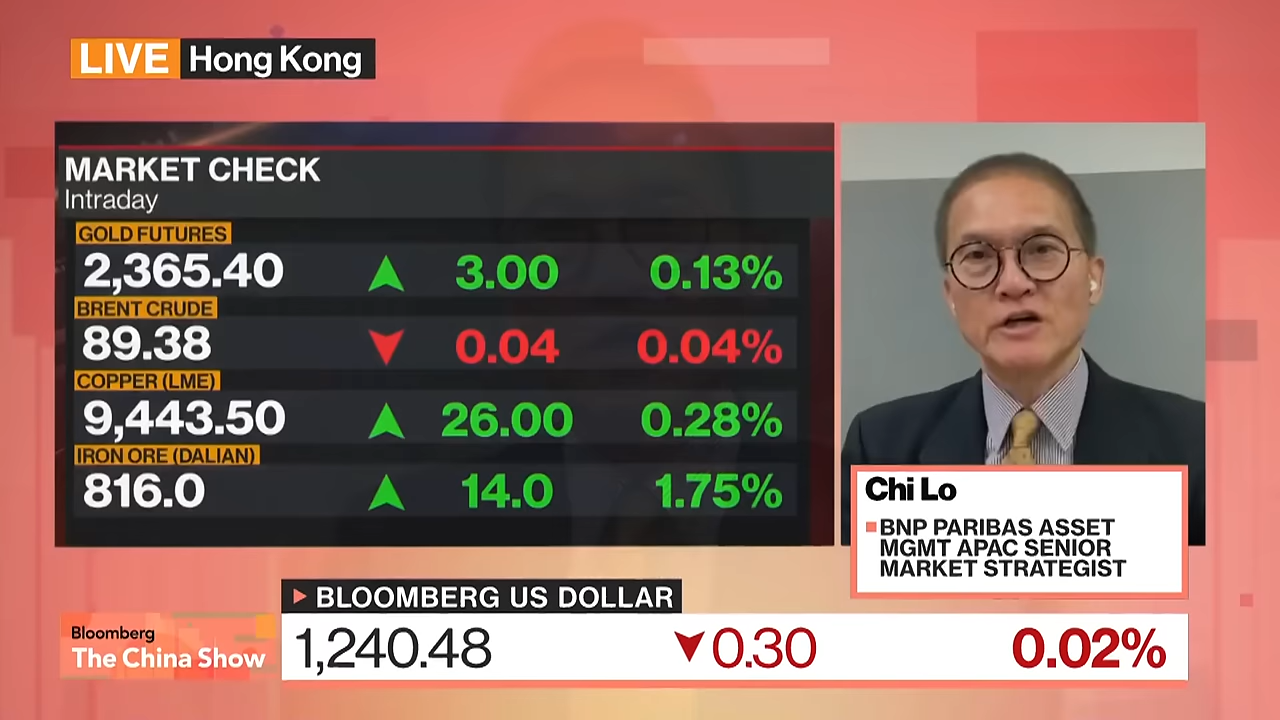 LIVE Hong Kong
MARKET CHECK
Intraday
GOLD FUTURES
2,365.40 ▲ 3.00 0.13%
BRENT CRUDE
89.38 ▼ 0.04 0.04%
COPPER (LME)
9,443.50 ▲ 26.00 0.28%
IRON ORE (DALIAN)
816.0 ▲ 14.0 1.75%
Chi Lo
BNP PARIBAS ASSET
MGMT APAC SENIOR
MARKET STRATEGIST
BLOOMBERG US DOLLAR
Bloomberg
The China Show
1,240.48 ▼0.30 0.02%